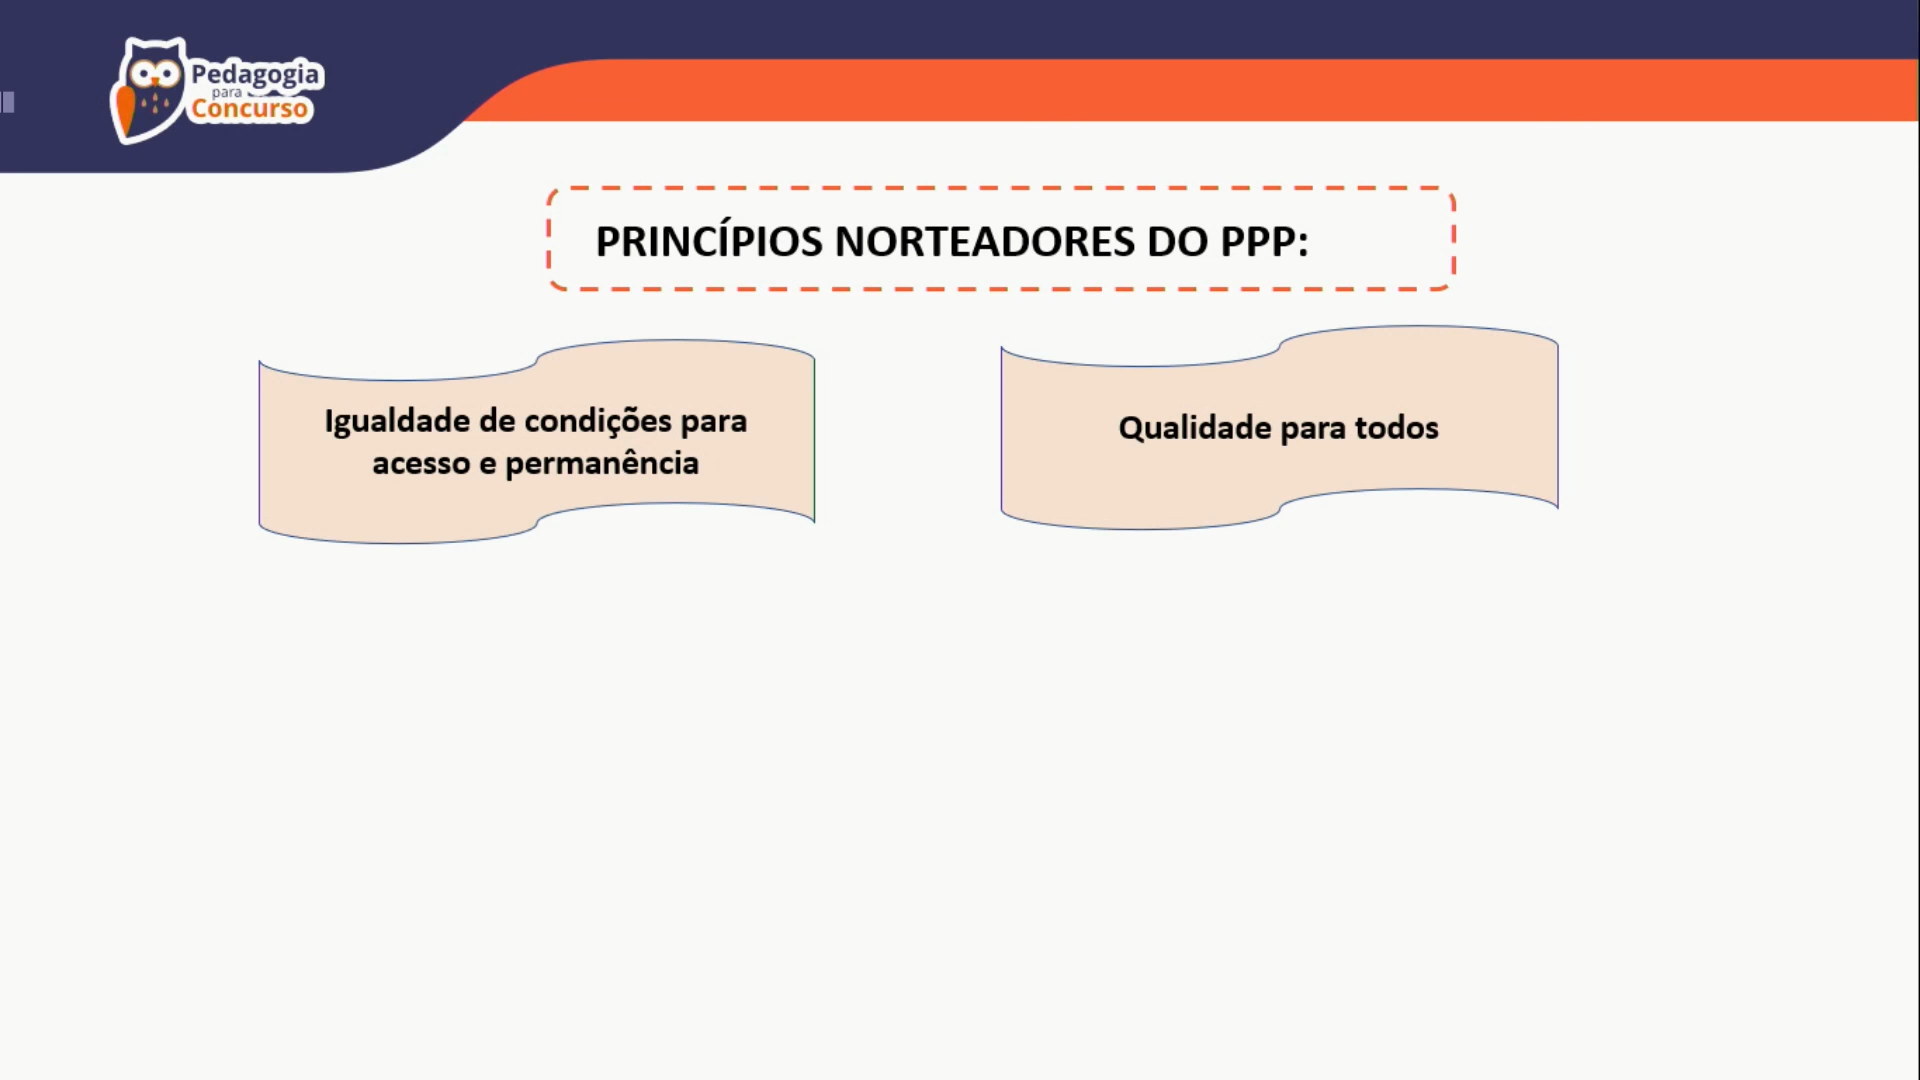 Pedagogia
para
Concurso
PRINCÍPIOS NORTEADORES DO PPP:
Igualdade de condições para
acesso e permanência
Qualidade para todos